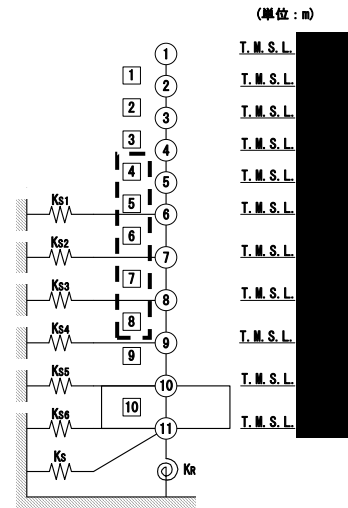 (単位：m)
① T.M.S.L.
1
② T.M.S.L.
2
③ T.M.S.L.
3
④ T.M.S.L.
4
⑤ T.M.S.L.
5
KS1 ⑥ T.M.S.L.
6
KS2 ⑦ T.M.S.L.
7
KS3 ⑧ T.M.S.L.
8
KS4 ⑨ T.M.S.L.
9
KS5 ⑩ T.M.S.L.
10
KS6 ⑪ T.M.S.L.
KS KR